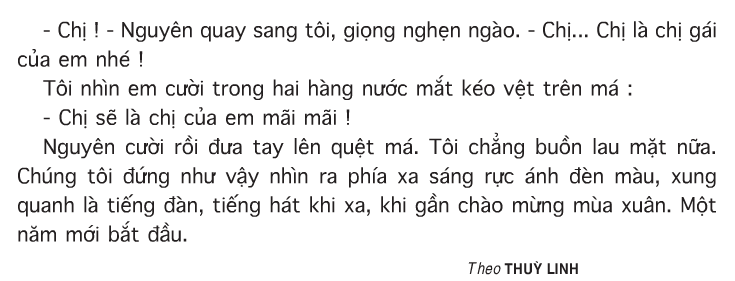 - Chị ! - Nguyên quay sang tôi, giọng nghẹn ngào. - Chị... Chị là chị gái
của em nhé !
Tôi nhìn em cười trong hai hàng nước mắt kéo vệt trên má :
- Chị sẽ là chị của em mãi mãi !
Nguyên cười rồi đưa tay lên quệt má. Tôi chẳng buồn lau mặt nữa.
Chúng tôi đứng như vậy nhìn ra phía xa sáng rực ánh đèn màu, xung
quanh là tiếng đàn, tiếng hát khi xa, khi gần chào mừng mùa xuân. Một
năm mới bắt đầu.
Theo THUỲ LINH